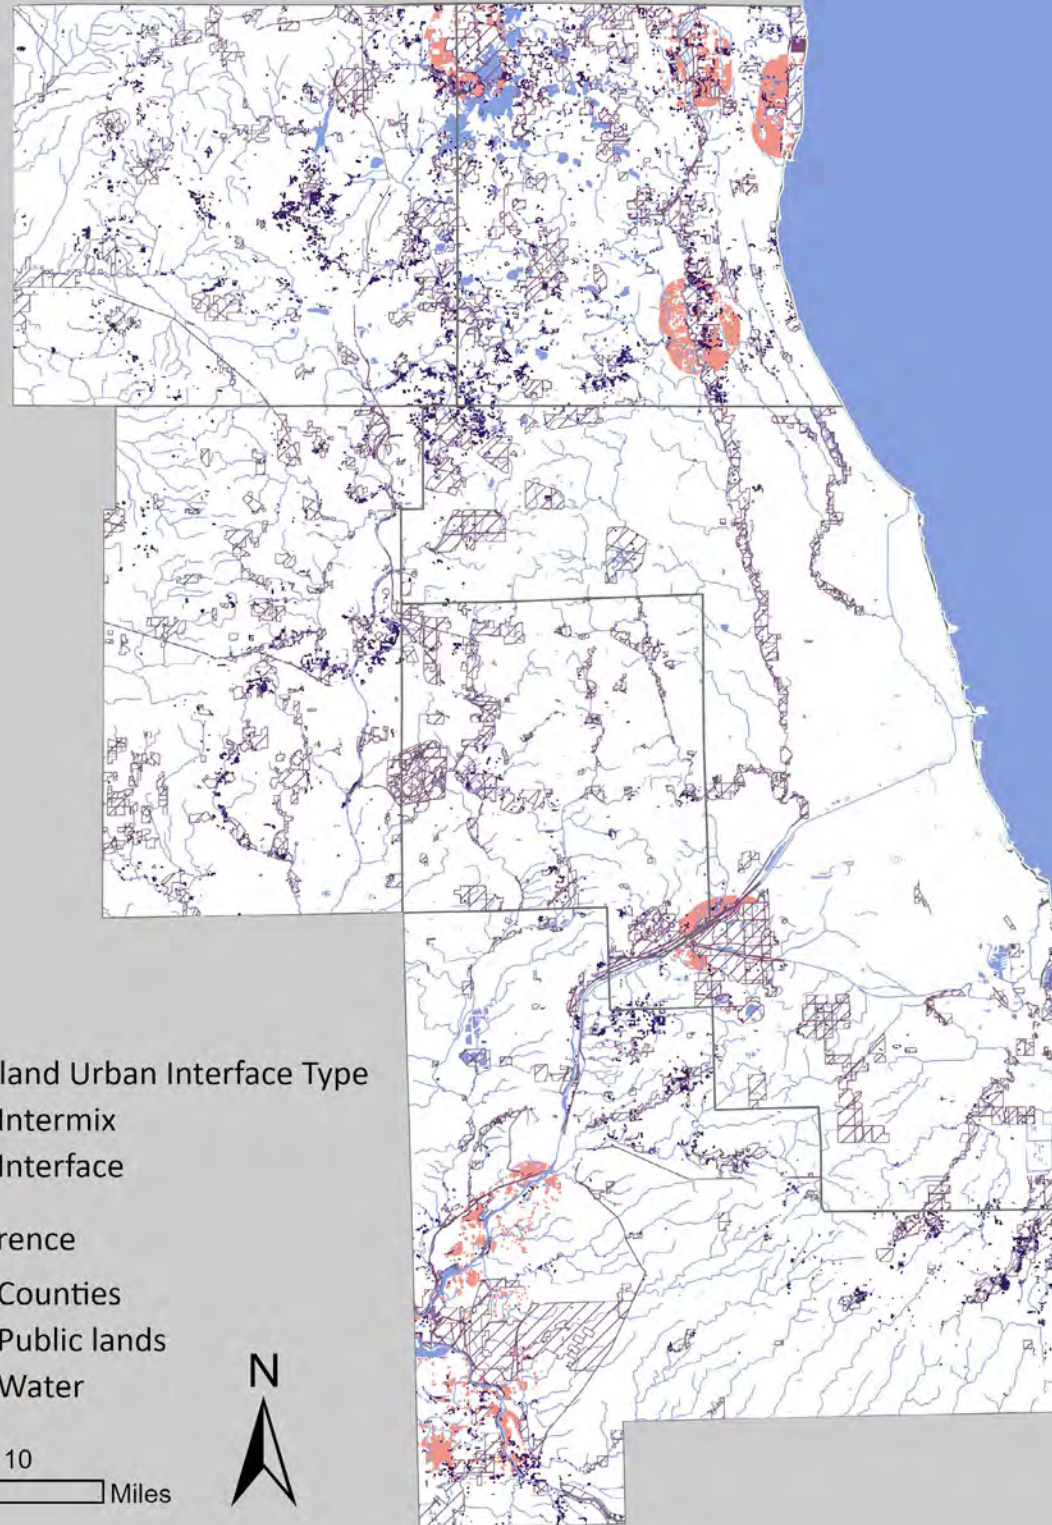 land Urban Interface Type
Intermix
Interface
rence
Counties
Public lands
Water
N
10
Miles